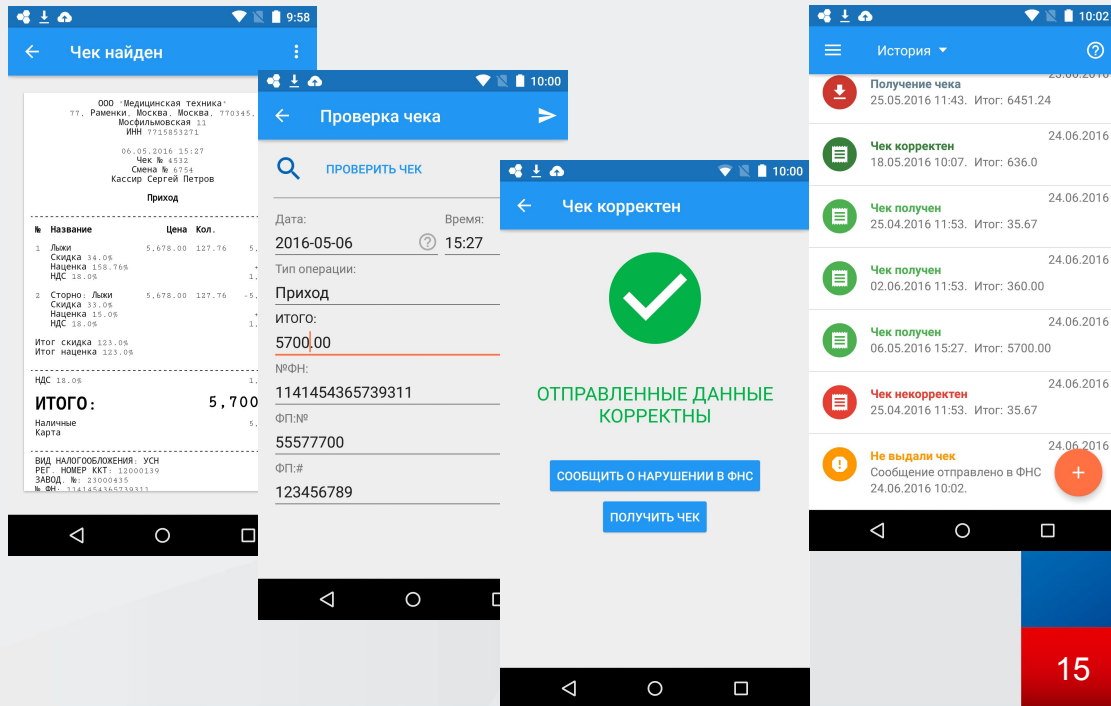 9:58
Чек найден
ООО "Медицинская техника"
77, Раменки, Москва, Москва, 770345,
Мосфильмовская 11
ИНН 7715853271
06.05.2016 15:27
Чек № 4532
Смена № 6754
Кассир Сергей Петров
Приход
№ Название Цена Кол.
1 Лыжи 5,678.00 127.76 5,
Скидка 34.0%
Наценка 158.76%
НДС 18.0% 1,
2 Сторно: Лыжи 5,678.00 127.76 -5,
Скидка 33.0%
Наценка 15.0%
НДС 18.0% 1,
Итог скидка 123.0%
Итог наценка 123.0%
НДС 18.0% 1,
ИТОГО: 5,700
Наличные 5,
Карта
ВИД НАЛОГООБЛОЖЕНИЯ: УСН
РЕГ. НОМЕР ККТ: 12000139
ЗАВОД. №: 23000435
№ ФН: 1141454365739311
10:00
Проверка чека
ПРОВЕРИТЬ ЧЕК
Дата: Время:
2016-05-06 15:27
Тип операции:
Приход
ИТОГО:
5700.00
№ФН:
1141454365739311
ФП:№
55577700
ФП:#
123456789
10:00
Чек корректен
ОТПРАВЛЕННЫЕ ДАННЫЕ
КОРРЕКТНЫ
СООБЩИТЬ О НАРУШЕНИИ В ФНС
ПОЛУЧИТЬ ЧЕК
10:02
История
Получение чека
25.05.2016 11:43. Итог: 6451.24
24.06.2016
Чек корректен
18.05.2016 10:07. Итог: 636.0
24.06.2016
Чек получен
25.04.2016 11:53. Итог: 35.67
24.06.2016
Чек получен
02.06.2016 11:53. Итог: 360.00
24.06.2016
Чек получен
06.05.2016 15:27. Итог: 5700.00
24.06.2016
Чек некорректен
25.04.2016 11:53. Итог: 35.67
24.06.2016
Не выдали чек
Сообщение отправлено в ФНС
24.06.2016 10:02.
15